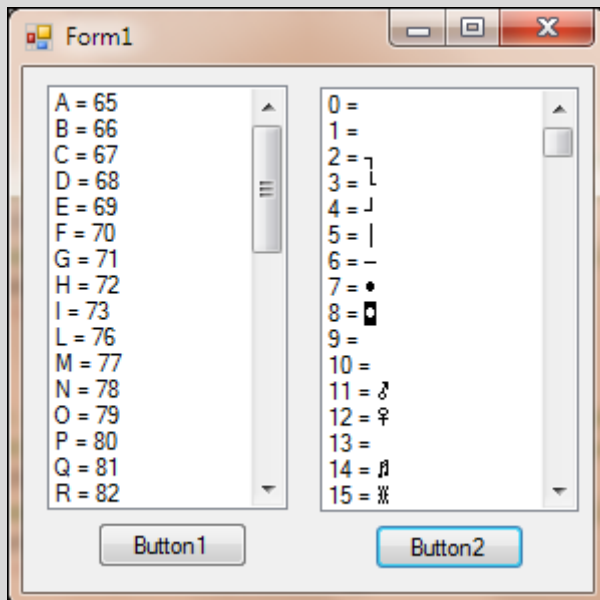 Form1
A = 65
B = 66
C = 67
D = 68
E = 69
F = 70
G = 71
H = 72
I = 73
L = 76
M = 77
N = 78
O = 79
P = 80
Q = 81
R = 82
0 =
1 =
2 = ┐
3 = └
4 = ┘
5 = │
6 = ─
7 = •
8 = ◘
9 =
10 =
11 = ♂
12 = ♀
13 =
14 = ♫
15 =
Button1
Button2